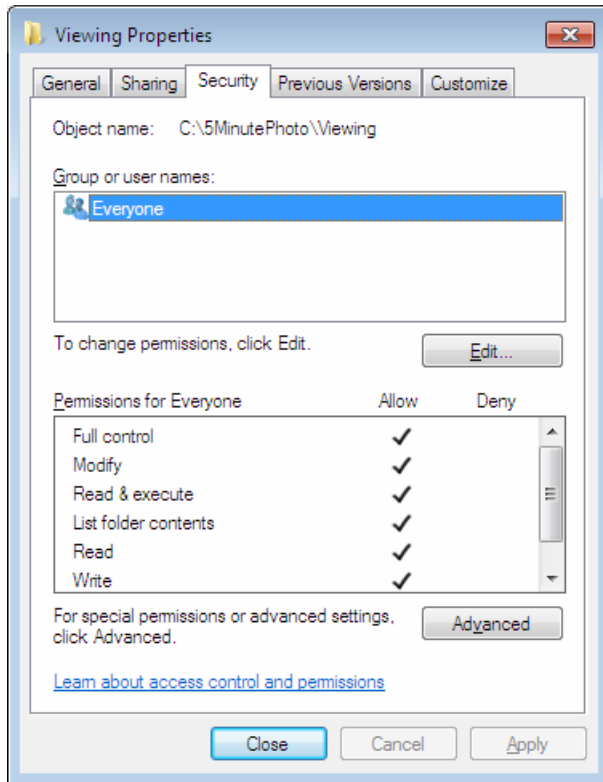 Viewing Properties
General Sharing Security Previous Versions Customize
Object name: C:\5MinutePhoto\Viewing
Group or user names:
Everyone
To change permissions, click Edit.
Edit...
Permissions for Everyone Allow Deny
Full control
Modify
Read & execute
List folder contents
Read
Write
For special permissions or advanced settings,
click Advanced.
Advanced
Learn about access control and permissions
Close Cancel Apply